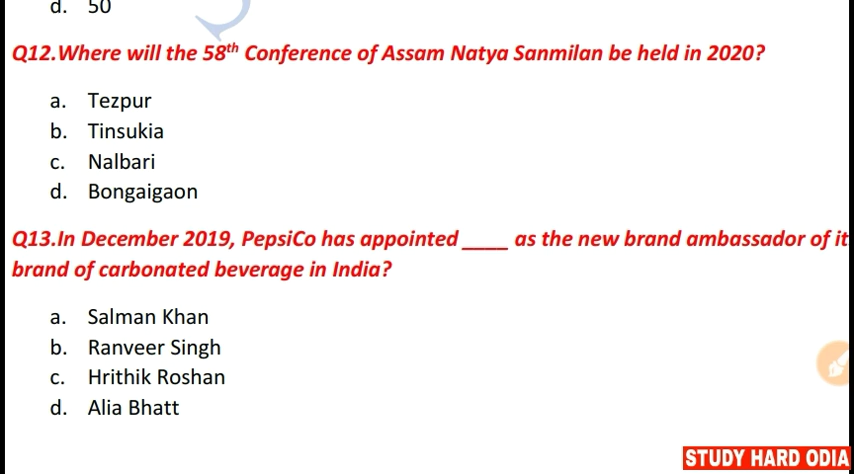 d. 50
Q12.Where will the 58th Conference of Assam Natya Sanmilan be held in 2020?
a. Tezpur
b. Tinsukia
c. Nalbari
d. Bongaigaon
Q13.In December 2019, PepsiCo has appointed____ as the new brand ambassador of it
brand of carbonated beverage in India?
a. Salman Khan
b. Ranveer Singh
c. Hrithik Roshan
d. Alia Bhatt
STUDY HARD ODIA